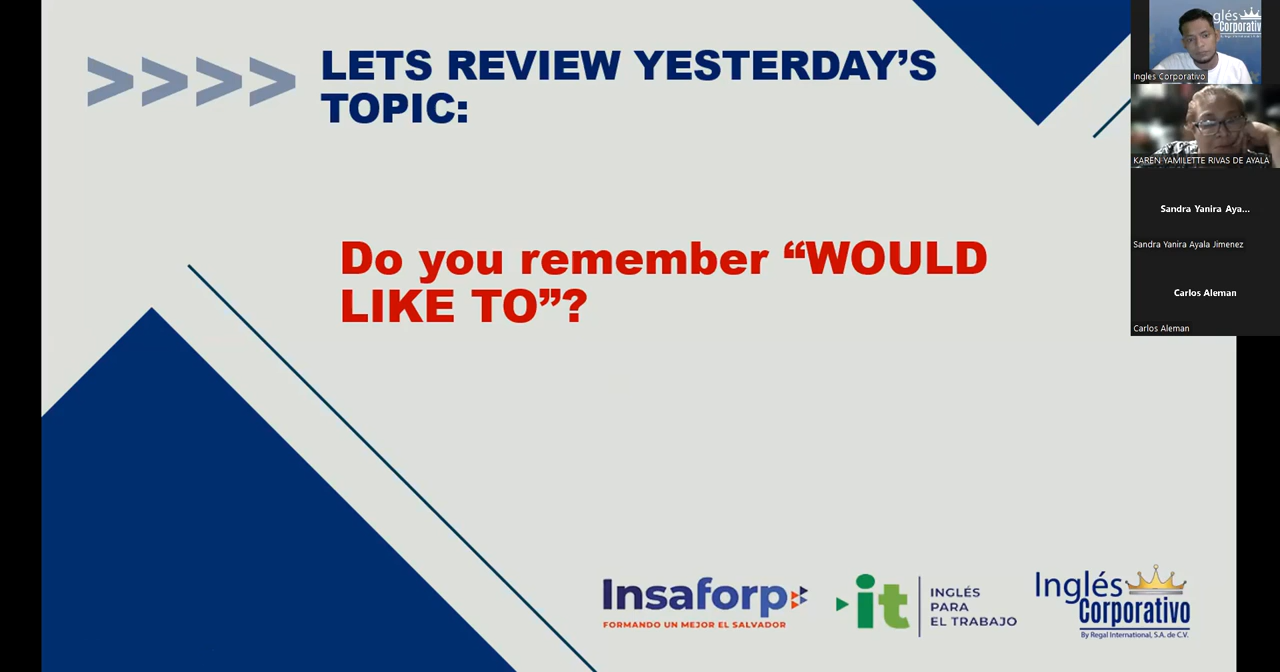 >>>>
LETS REVIEW YESTERDAY'S
TOPIC:
Do you remember “WOULD
LIKE TO”?
Insaforp
FORMANDO UN MEJOR EL SALVADOR
it
INGLÉS
PARA
EL TRABAJO
Inglés
Corporativo
By Regal International, S.A. de C.V.
glés
Corporativo
Ingles Corporativo
KAREN YAMILETTE RIVAS DE AYALA
Sandra Yanira Aya...
Sandra Yanira Ayala Jimenez
Carlos Aleman
Carlos Aleman